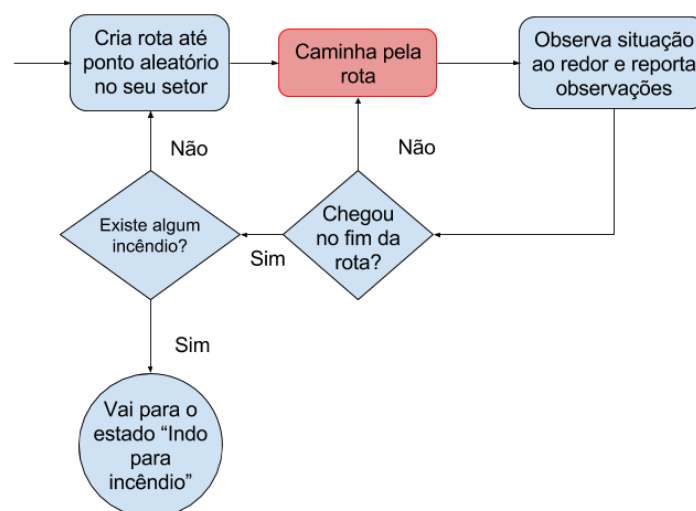 Cria rota até
ponto aleatório
no seu setor
Caminha pela
rota
Observa situação
ao redor e reporta
observações
Não
Não
Existe algum
incêndio?
Sim
Chegou
no fim da
rota?
Sim
Vai para o
estado “Indo
para
incêndio”